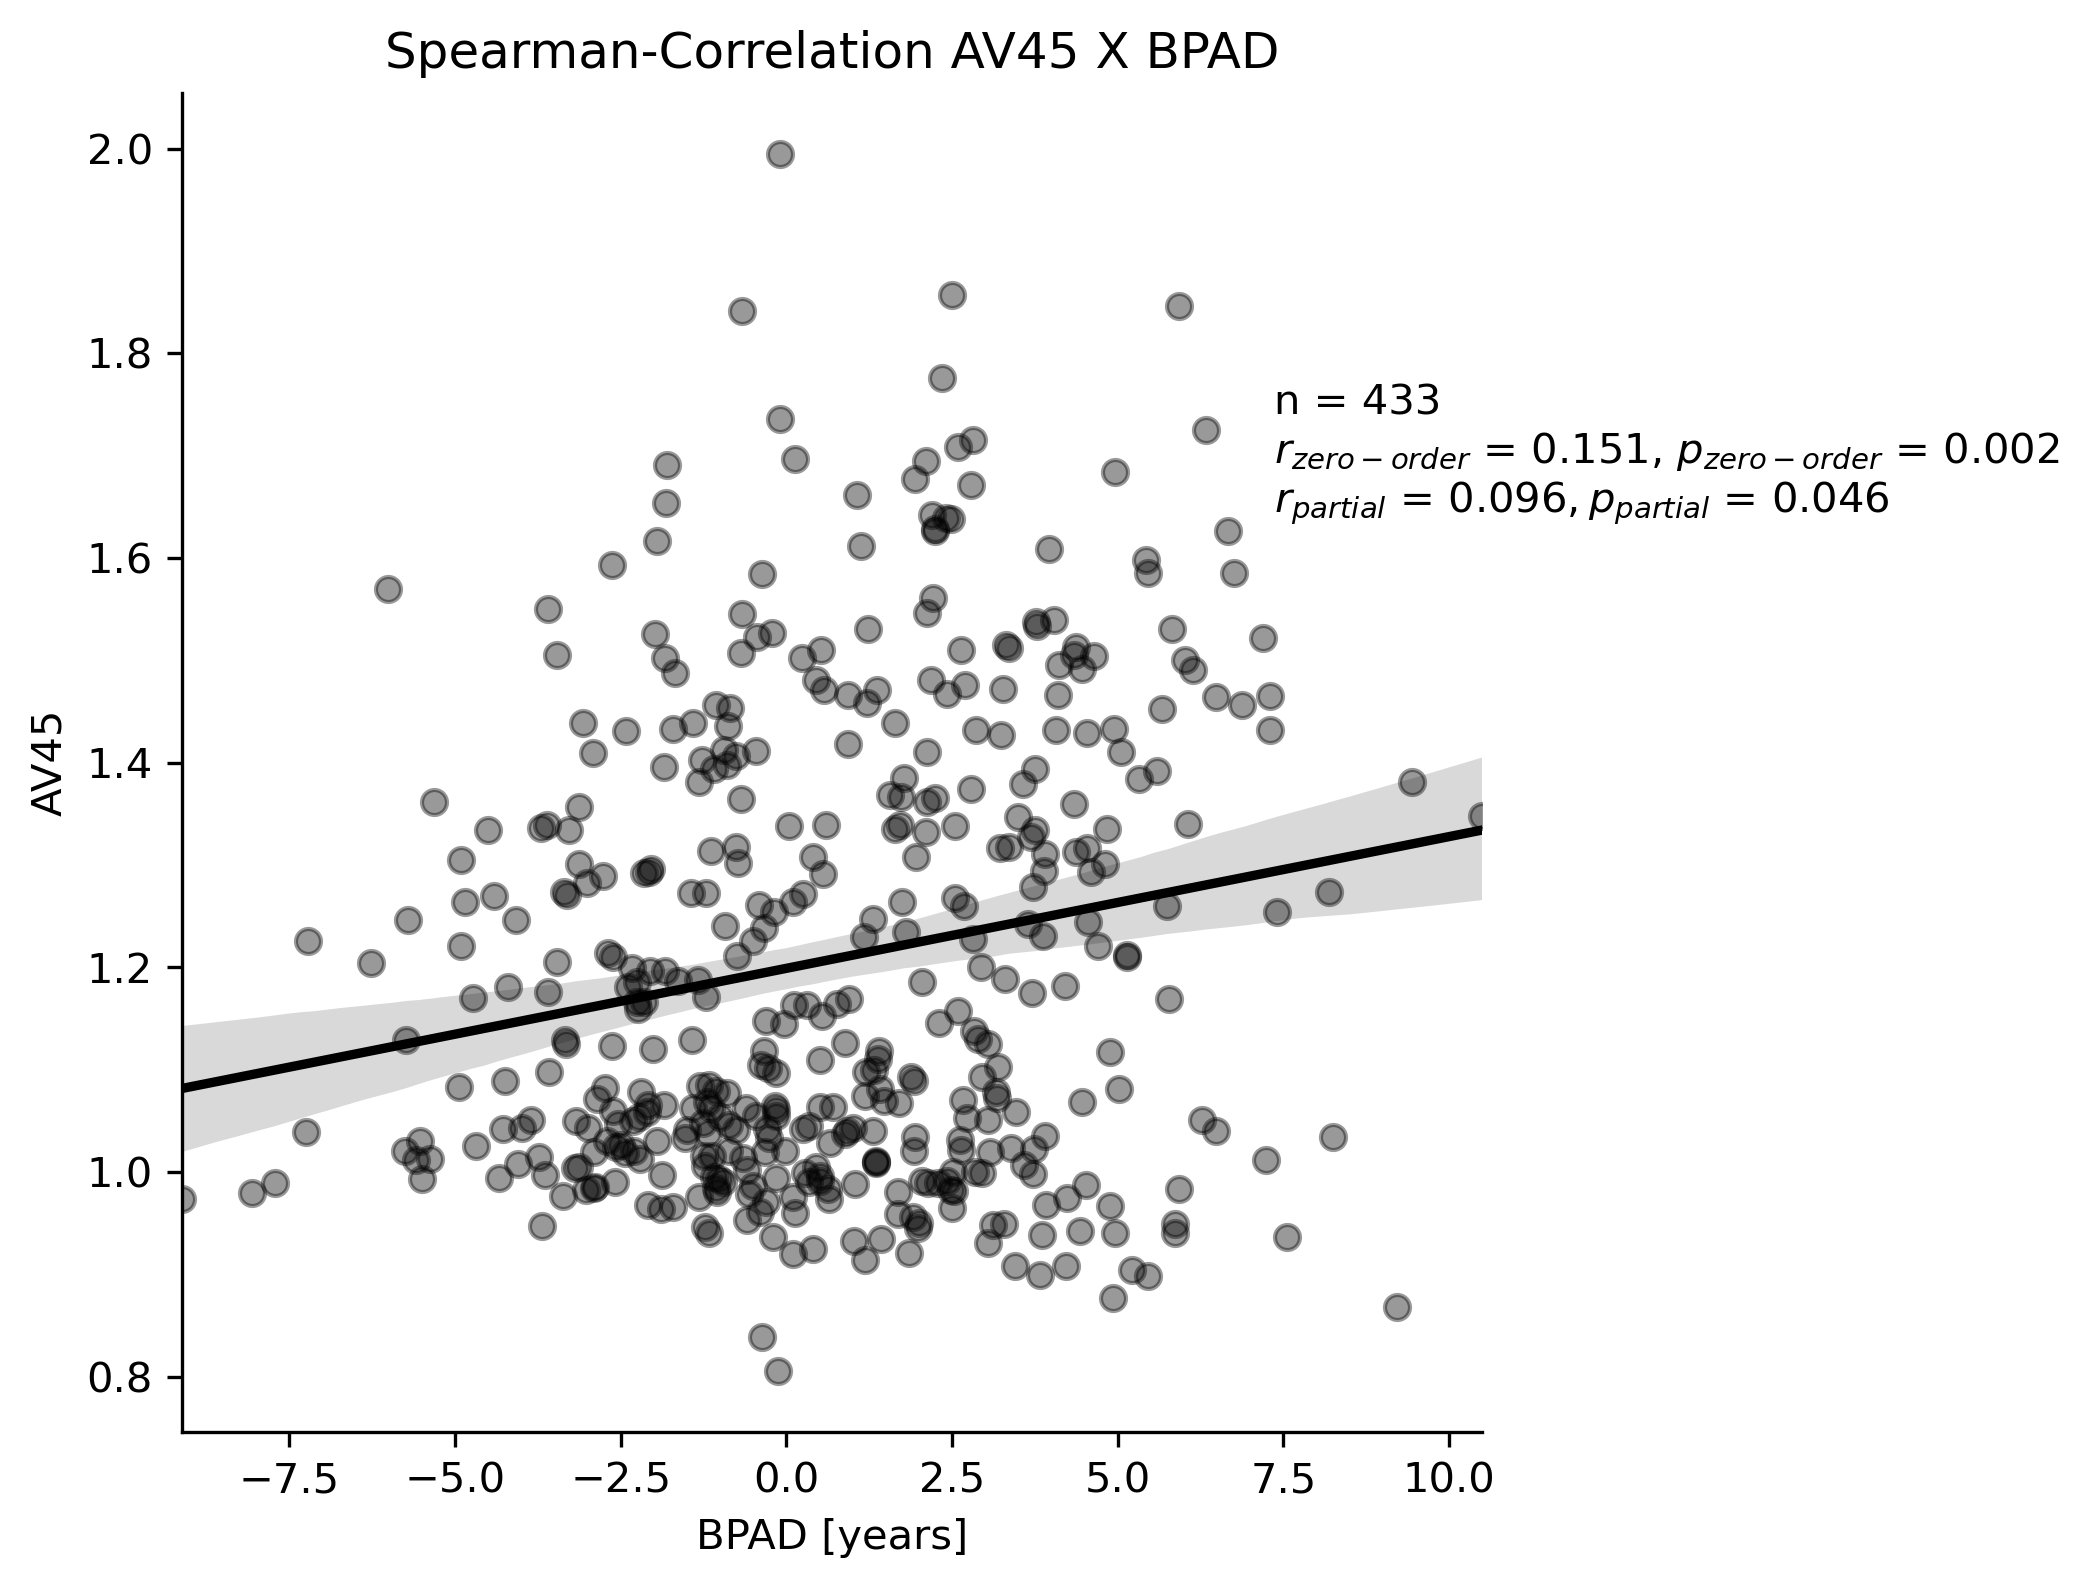 Spearman-Correlation AV45 X BPAD
2.0
1.8
n = 433
r_zero−order = 0.151, p_zero−order = 0.002
r_partial = 0.096, p_partial = 0.046
1.6
1.4
AV45
1.2
1.0
0.8
−7.5 −5.0 −2.5 0.0 2.5 5.0 7.5 10.0
BPAD [years]